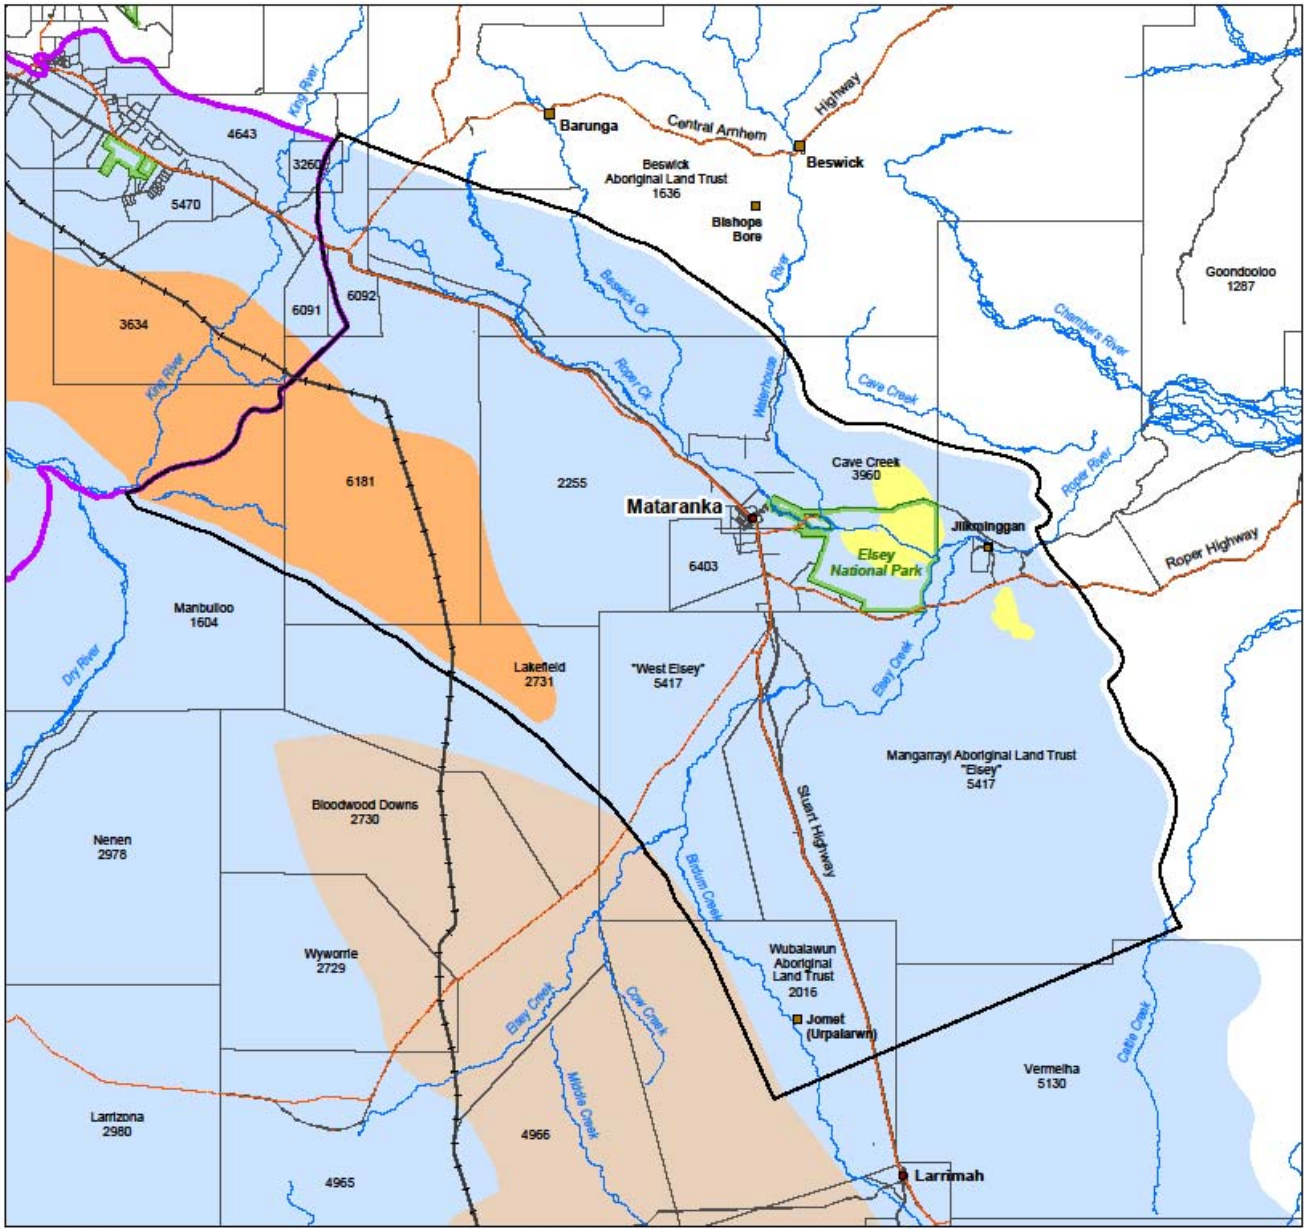 King River
4643
3260
5470
Barunga
Central Arnhem
Highway
Beswick
Beswick
Aboriginal Land Trust
1636
Bishops
Bore
River
Goondooloo
1287
Beswick Ck
6091
6092
3634
Chambers River
King River
Roper Ck
Waterhouse
Cave Creek
Cave Creek
3960
Roper River
6181
2255
Mataranka
Jilkminggan
Elsey
National Park
Roper Highway
6403
Manbulloo
1604
Dry River
Lakefield
2731
"West Elsey"
5417
Elsey Creek
Mangarrayi Aboriginal Land Trust
"Elsey"
5417
Bloodwood Downs
2730
Stuart Highway
Nenen
2978
Birdum Creek
Wyworrie
2729
Wubalawun
Aboriginal
Land Trust
2016
Elsey Creek
Cow Creek
Jomet
(Urpalarwn)
Cattle Creek
Vermelha
5130
Middle Creek
Larrizona
2980
4966
4965
Larrimah